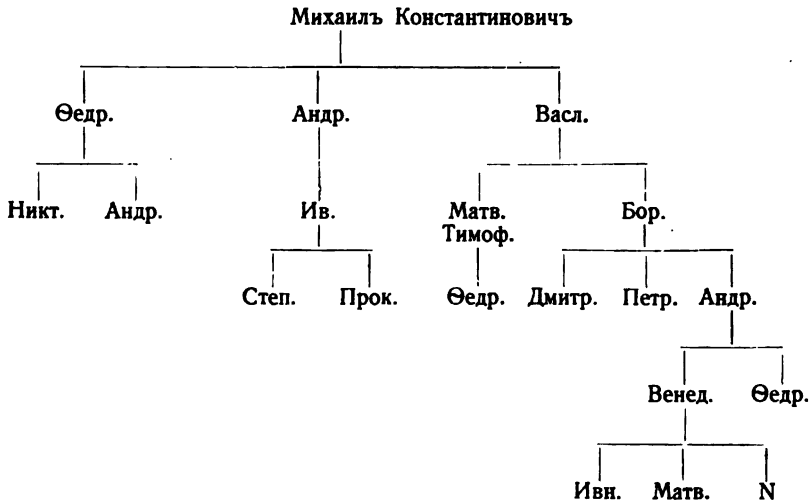 Михаилъ Константиновичъ
Ѳедр. Андр. Васл.
Никт. Андр. Ив. Матв. Бор.
Тимоф.
Степ. Прок. Ѳедр. Дмитр. Петр. Андр.
Венед. Ѳедр.
Ивн. Матв. N